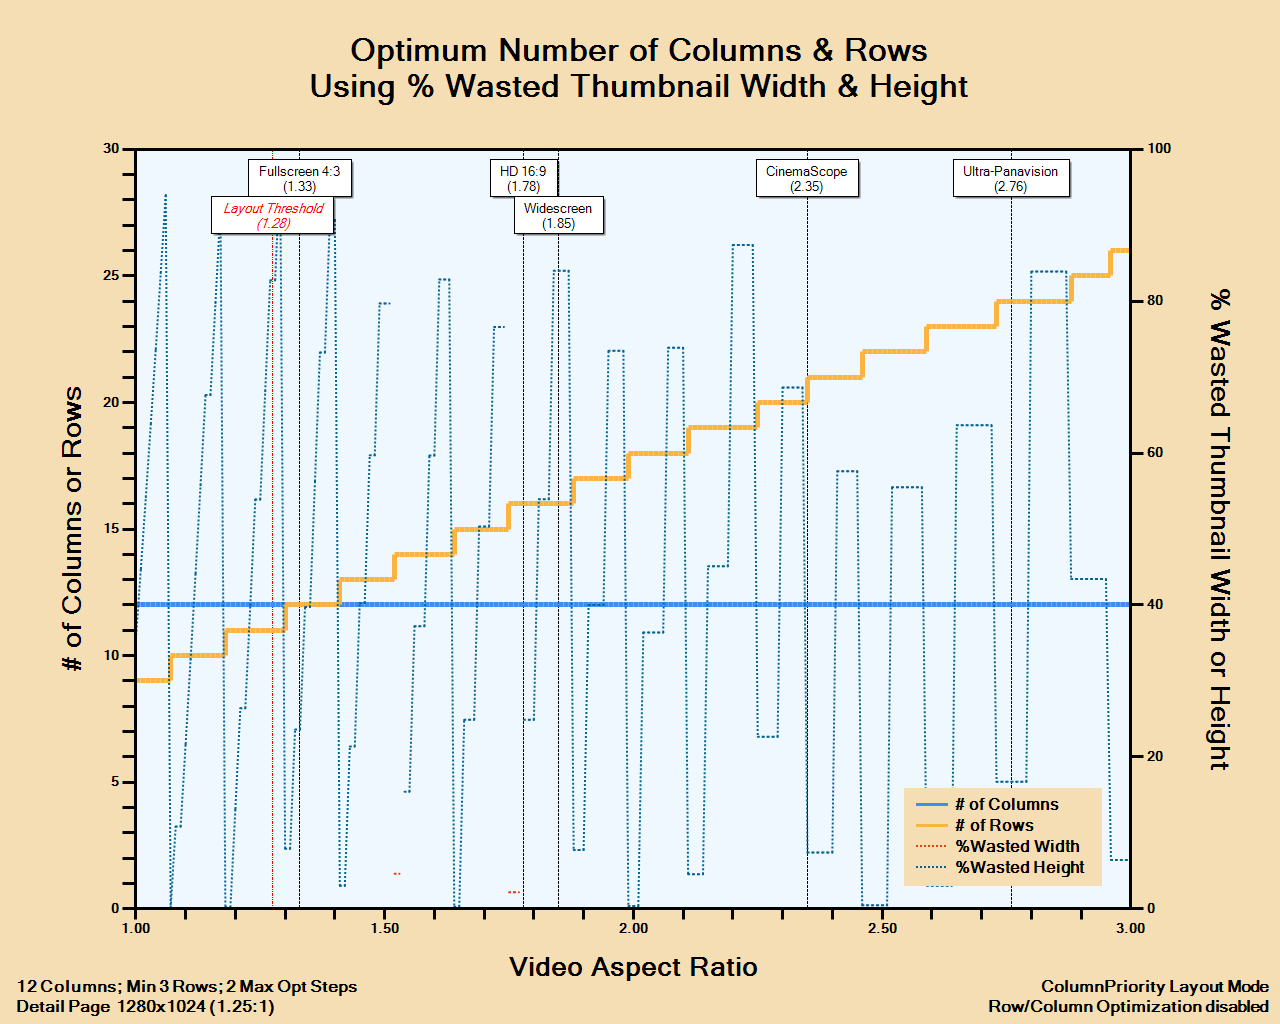 Optimum Number of Columns & Rows
Using % Wasted Thumbnail Width & Height
30
25
20
15
10
5
0
# of Columns or Rows
100
80
60
40
20
0
% Wasted Thumbnail Width or Height
Fullscreen 4:3
(1.33)
Layout Threshold
(1.28)
HD 16:9
(1.78)
Widescreen
(1.85)
CinemaScope
(2.35)
Ultra-Panavision
(2.76)
# of Columns
# of Rows
%Wasted Width
%Wasted Height
1.00
1.50
2.00
2.50
3.00
Video Aspect Ratio
12 Columns; Min 3 Rows; 2 Max Opt Steps
Detail Page 1280x1024 (1.25:1)
ColumnPriority Layout Mode
Row/Column Optimization disabled